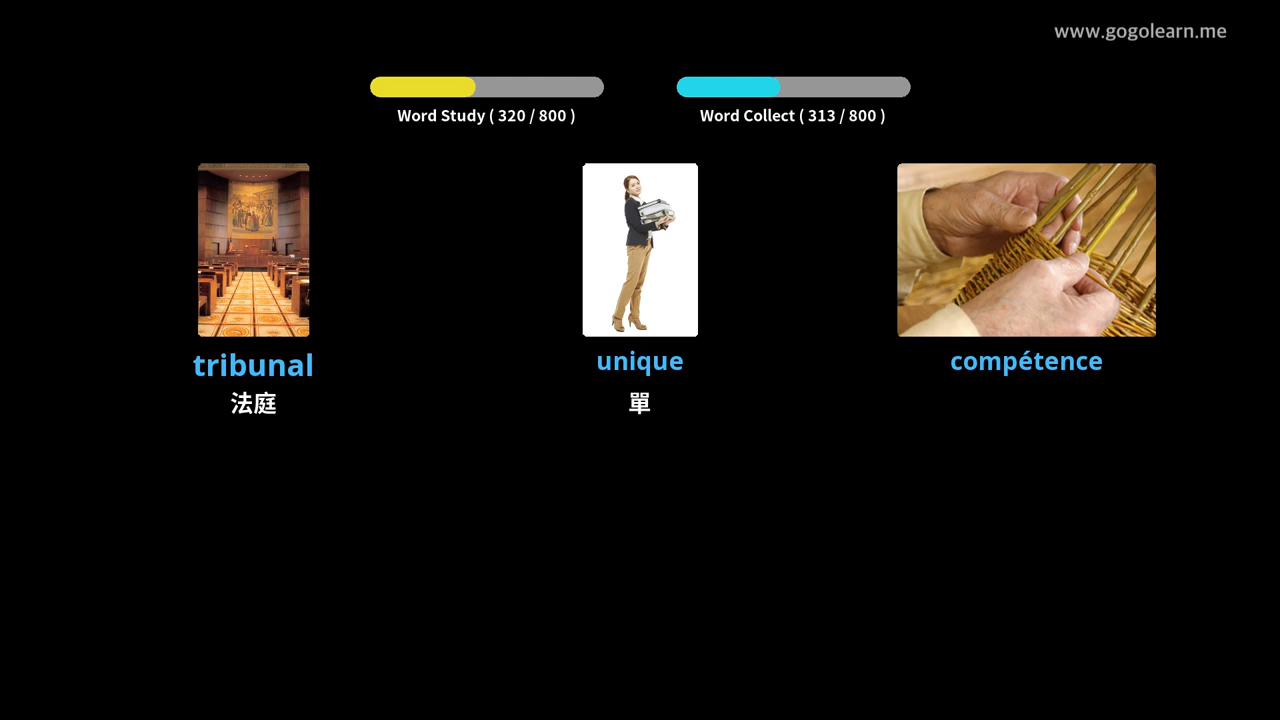 www.gogolearn.me
Word Study ( 320 / 800 )
Word Collect ( 313 / 800 )
tribunal
法庭
unique
單
compétence